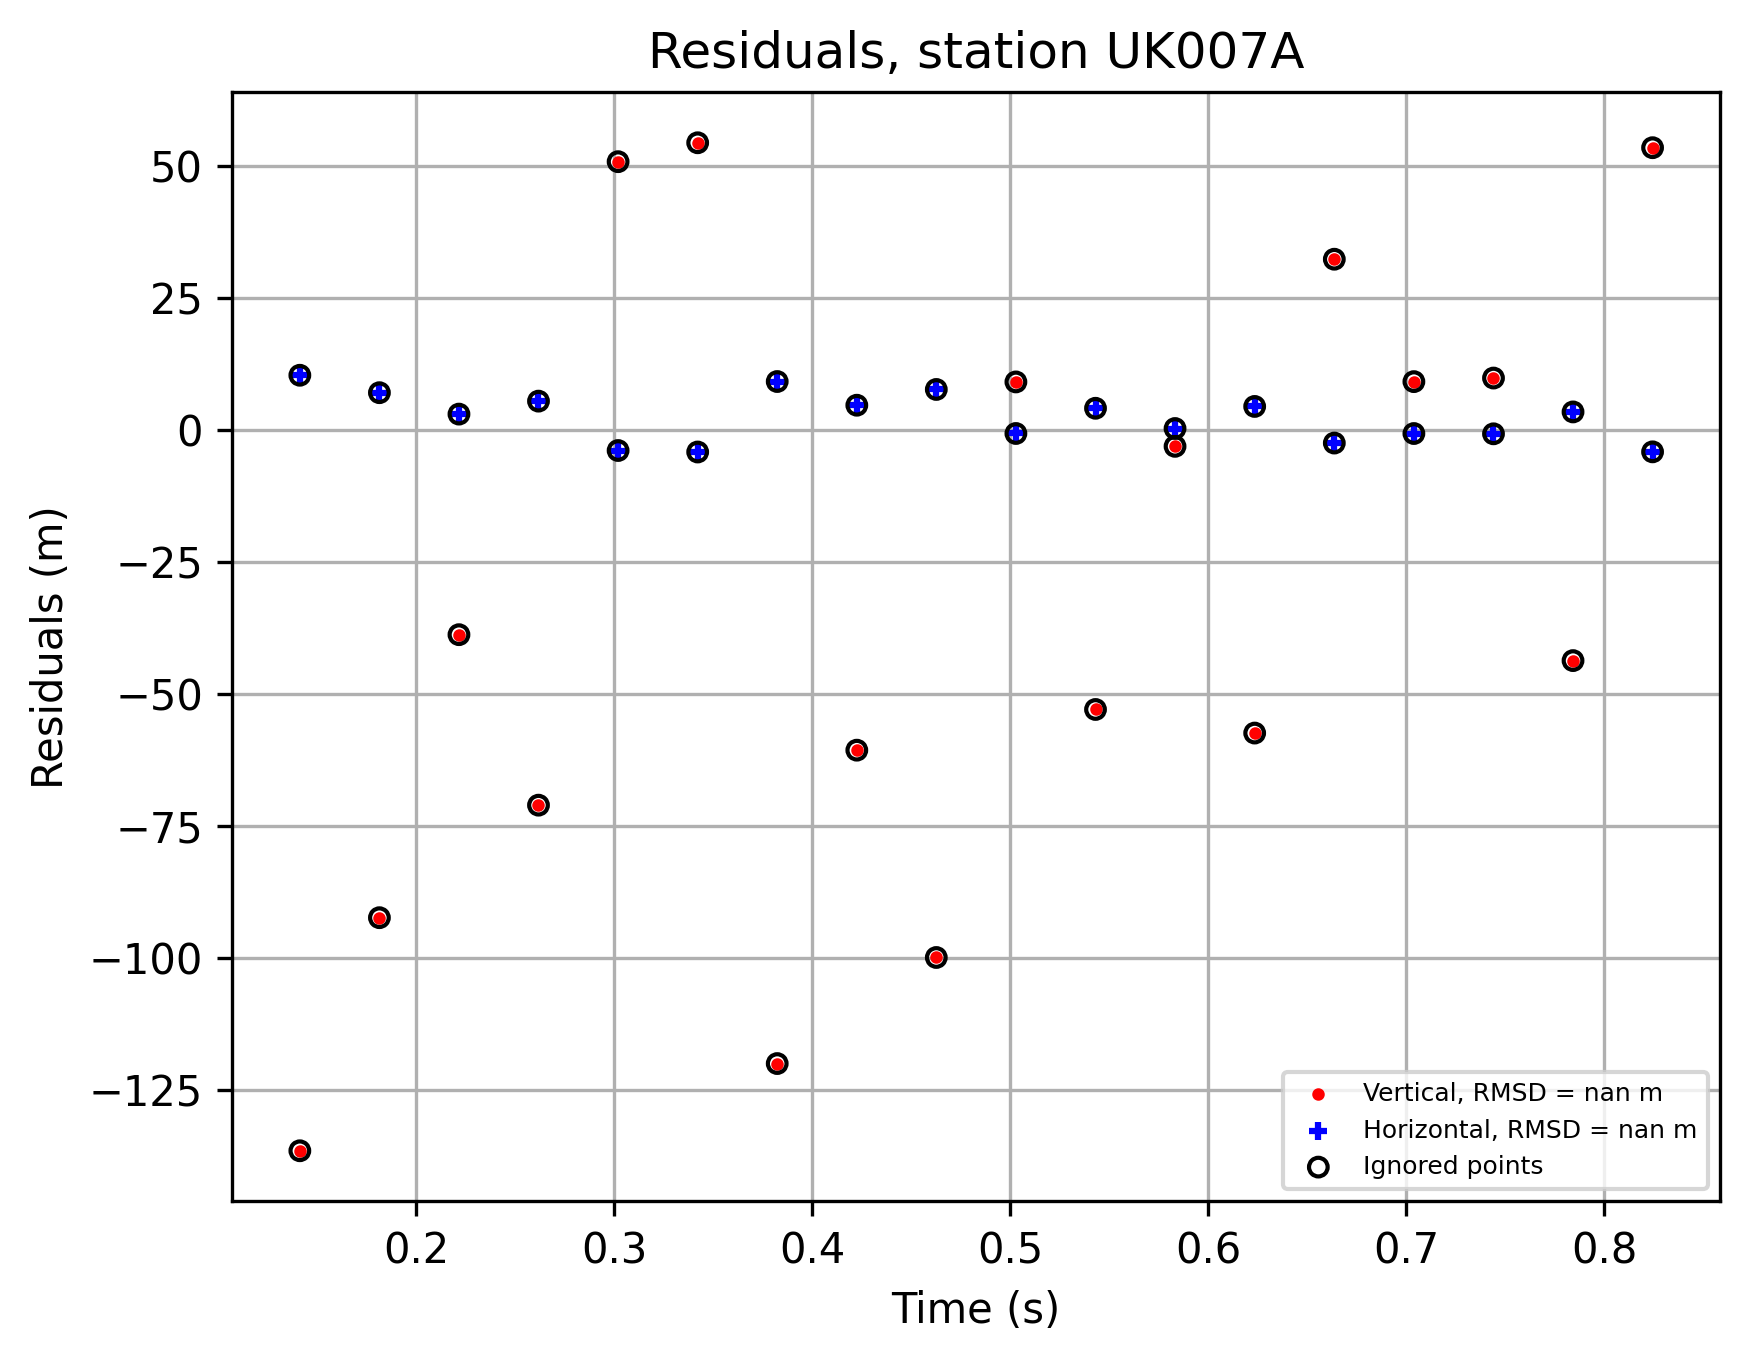 Residuals, station UK007A
50
25
0
−25
−50
−75
−100
−125
Residuals (m)
0.2 0.3 0.4 0.5 0.6 0.7 0.8
Time (s)
Vertical, RMSD = nan m
Horizontal, RMSD = nan m
Ignored points